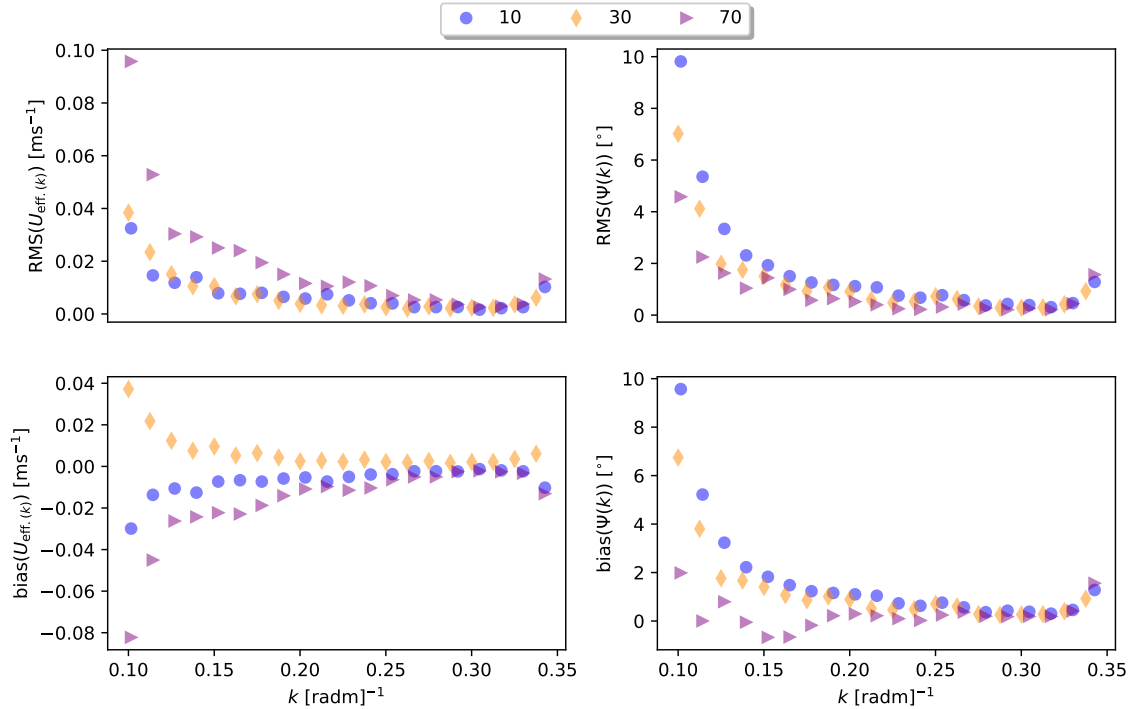 10 30 70
RMS(U_eff.(k)) [ms⁻¹]
0.10
0.08
0.06
0.04
0.02
0.00
RMS(Ψ(k)) [°]
10
8
6
4
2
0
bias(U_eff.(k)) [ms⁻¹]
0.04
0.02
0.00
−0.02
−0.04
−0.06
−0.08
0.10 0.15 0.20 0.25 0.30 0.35
k [radm]⁻¹
bias(Ψ(k)) [°]
10
8
6
4
2
0
0.10 0.15 0.20 0.25 0.30 0.35
k [radm]⁻¹